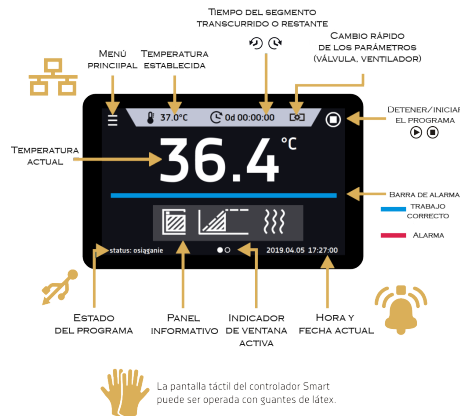 TIEMPO DEL SEGMENTO
TRANSCURRIDO O RESTANTE
CAMBIO RÁPIDO
DE LOS PARÁMETROS
(VÁLVULA, VENTILADOR)
MENÚ
PRINCIIPAL
TEMPERATURA
ESTABLECIDA
DETENER/INICIAR
EL PROGRAMA
37.0°C
0d 00:00:00
TEMPERATURA
ACTUAL
36.4°C
BARRA DE ALARMA
TRABAJO
CORRECTO
ALARMA
status: osiąganie
2019.04.05 17:27:00
ESTADO
DEL PROGRAMA
PANEL
INFORMATIVO
INDICADOR
DE VENTANA
ACTIVA
HORA Y
FECHA ACTUAL
La pantalla táctil del controlador Smart
puede ser operada con guantes de látex.